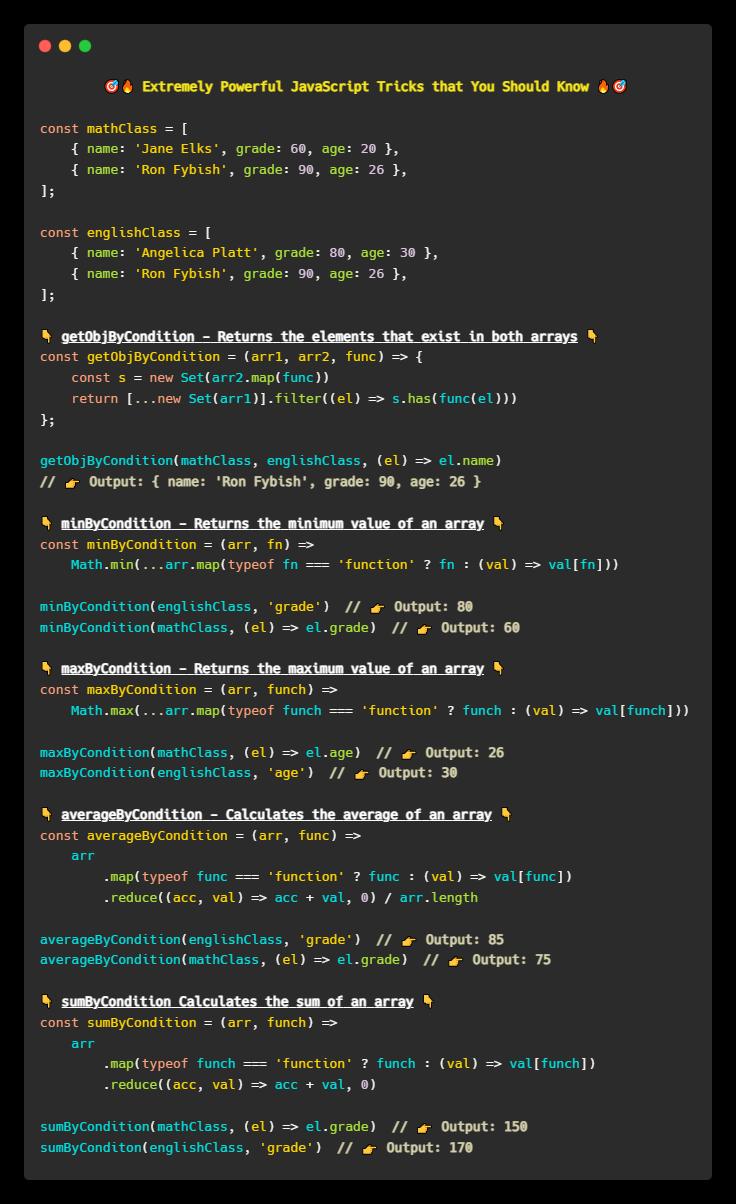 🎯🔥 Extremely Powerful JavaScript Tricks that You Should Know 🔥🎯
const mathClass = [
    { name: 'Jane Elks', grade: 60, age: 20 },
    { name: 'Ron Fybish', grade: 90, age: 26 },
];
const englishClass = [
    { name: 'Angelica Platt', grade: 80, age: 30 },
    { name: 'Ron Fybish', grade: 90, age: 26 },
];
👇 getObjByCondition - Returns the elements that exist in both arrays 👇
const getObjByCondition = (arr1, arr2, func) => {
    const s = new Set(arr2.map(func))
    return [...new Set(arr1)].filter((el) => s.has(func(el)))
};
getObjByCondition(mathClass, englishClass, (el) => el.name)
// 👉 Output: { name: 'Ron Fybish', grade: 90, age: 26 }
👇 minByCondition - Returns the minimum value of an array 👇
const minByCondition = (arr, fn) =>
    Math.min(...arr.map(typeof fn === 'function' ? fn : (val) => val[fn]))
minByCondition(englishClass, 'grade')  // 👉 Output: 80
minByCondition(mathClass, (el) => el.grade)  // 👉 Output: 60
👇 maxByCondition - Returns the maximum value of an array 👇
const maxByCondition = (arr, funch) =>
    Math.max(...arr.map(typeof funch === 'function' ? funch : (val) => val[funch]))
maxByCondition(mathClass, (el) => el.age)  // 👉 Output: 26
maxByCondition(englishClass, 'age')  // 👉 Output: 30
👇 averageByCondition - Calculates the average of an array 👇
const averageByCondition = (arr, func) =>
    arr
        .map(typeof func === 'function' ? func : (val) => val[func])
        .reduce((acc, val) => acc + val, 0) / arr.length
averageByCondition(englishClass, 'grade')  // 👉 Output: 85
averageByCondition(mathClass, (el) => el.grade)  // 👉 Output: 75
👇 sumByCondition Calculates the sum of an array 👇
const sumByCondition = (arr, funch) =>
    arr
        .map(typeof funch === 'function' ? funch : (val) => val[funch])
        .reduce((acc, val) => acc + val, 0)
sumByCondition(mathClass, (el) => el.grade)  // 👉 Output: 150
sumByConditon(englishClass, 'grade')  // 👉 Output: 170